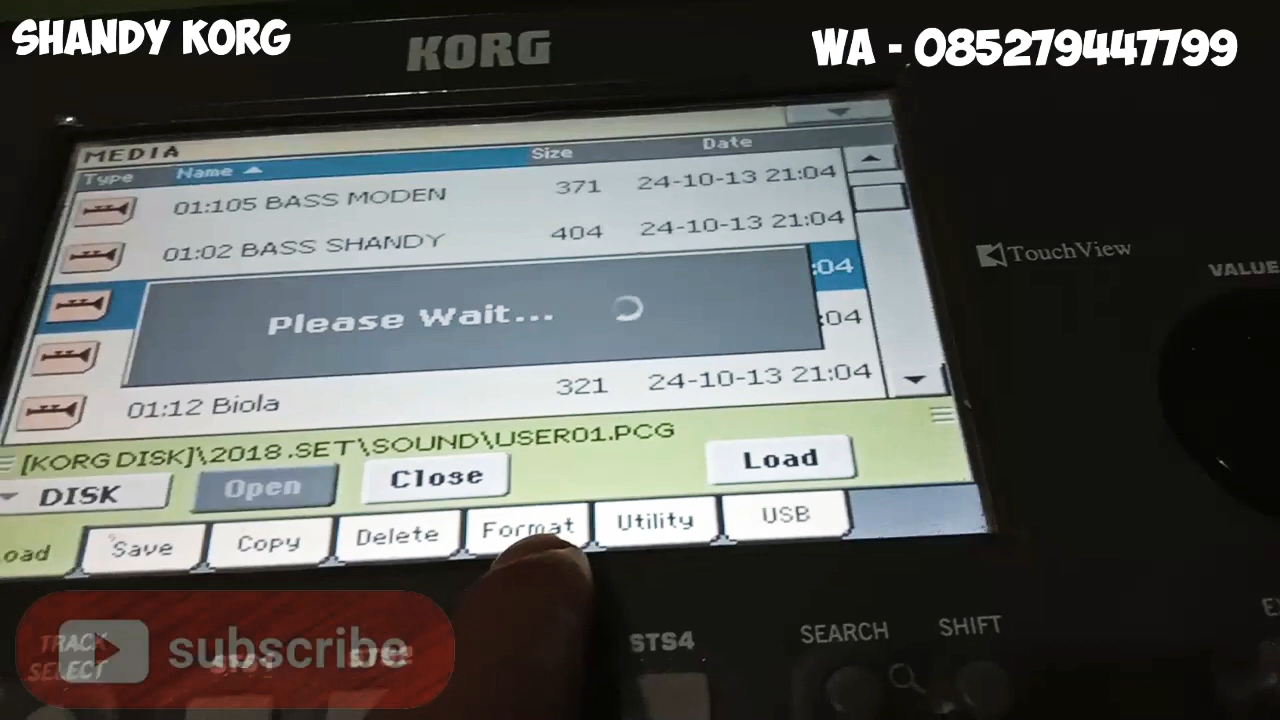 SHANDY KORG
WA - 085279447799
KORG
MEDIA
Type Name Size Date
01:105 BASS MODEN 371 24-10-13 21:04
01:02 BASS SHANDY 404 24-10-13 21:04
:04
Please Wait...
:04
01:12 Biola 321 24-10-13 21:04
[KORG DISK]\2018.SET\SOUND\USER01.PCG
DISK Open Close Load
oad Save Copy Delete Format Utility USB
TouchView
VALUE
TRACK
SELECT
subscribe
STS4
SEARCH
SHIFT